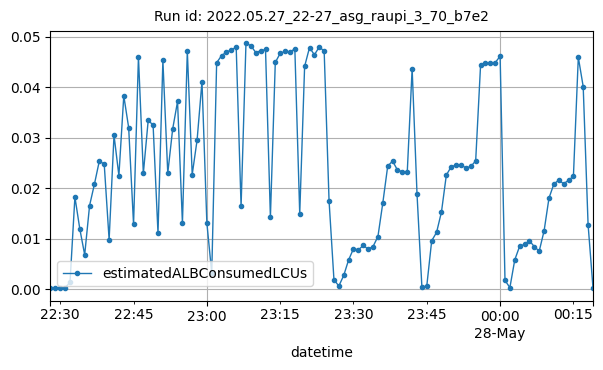 Run id: 2022.05.27_22-27_asg_raupi_3_70_b7e2
0.05
0.04
0.03
0.02
0.01
0.00
estimatedALBConsumedLCUs
22:30 22:45 23:00 23:15 23:30 23:45 00:00 00:15
28-May
datetime